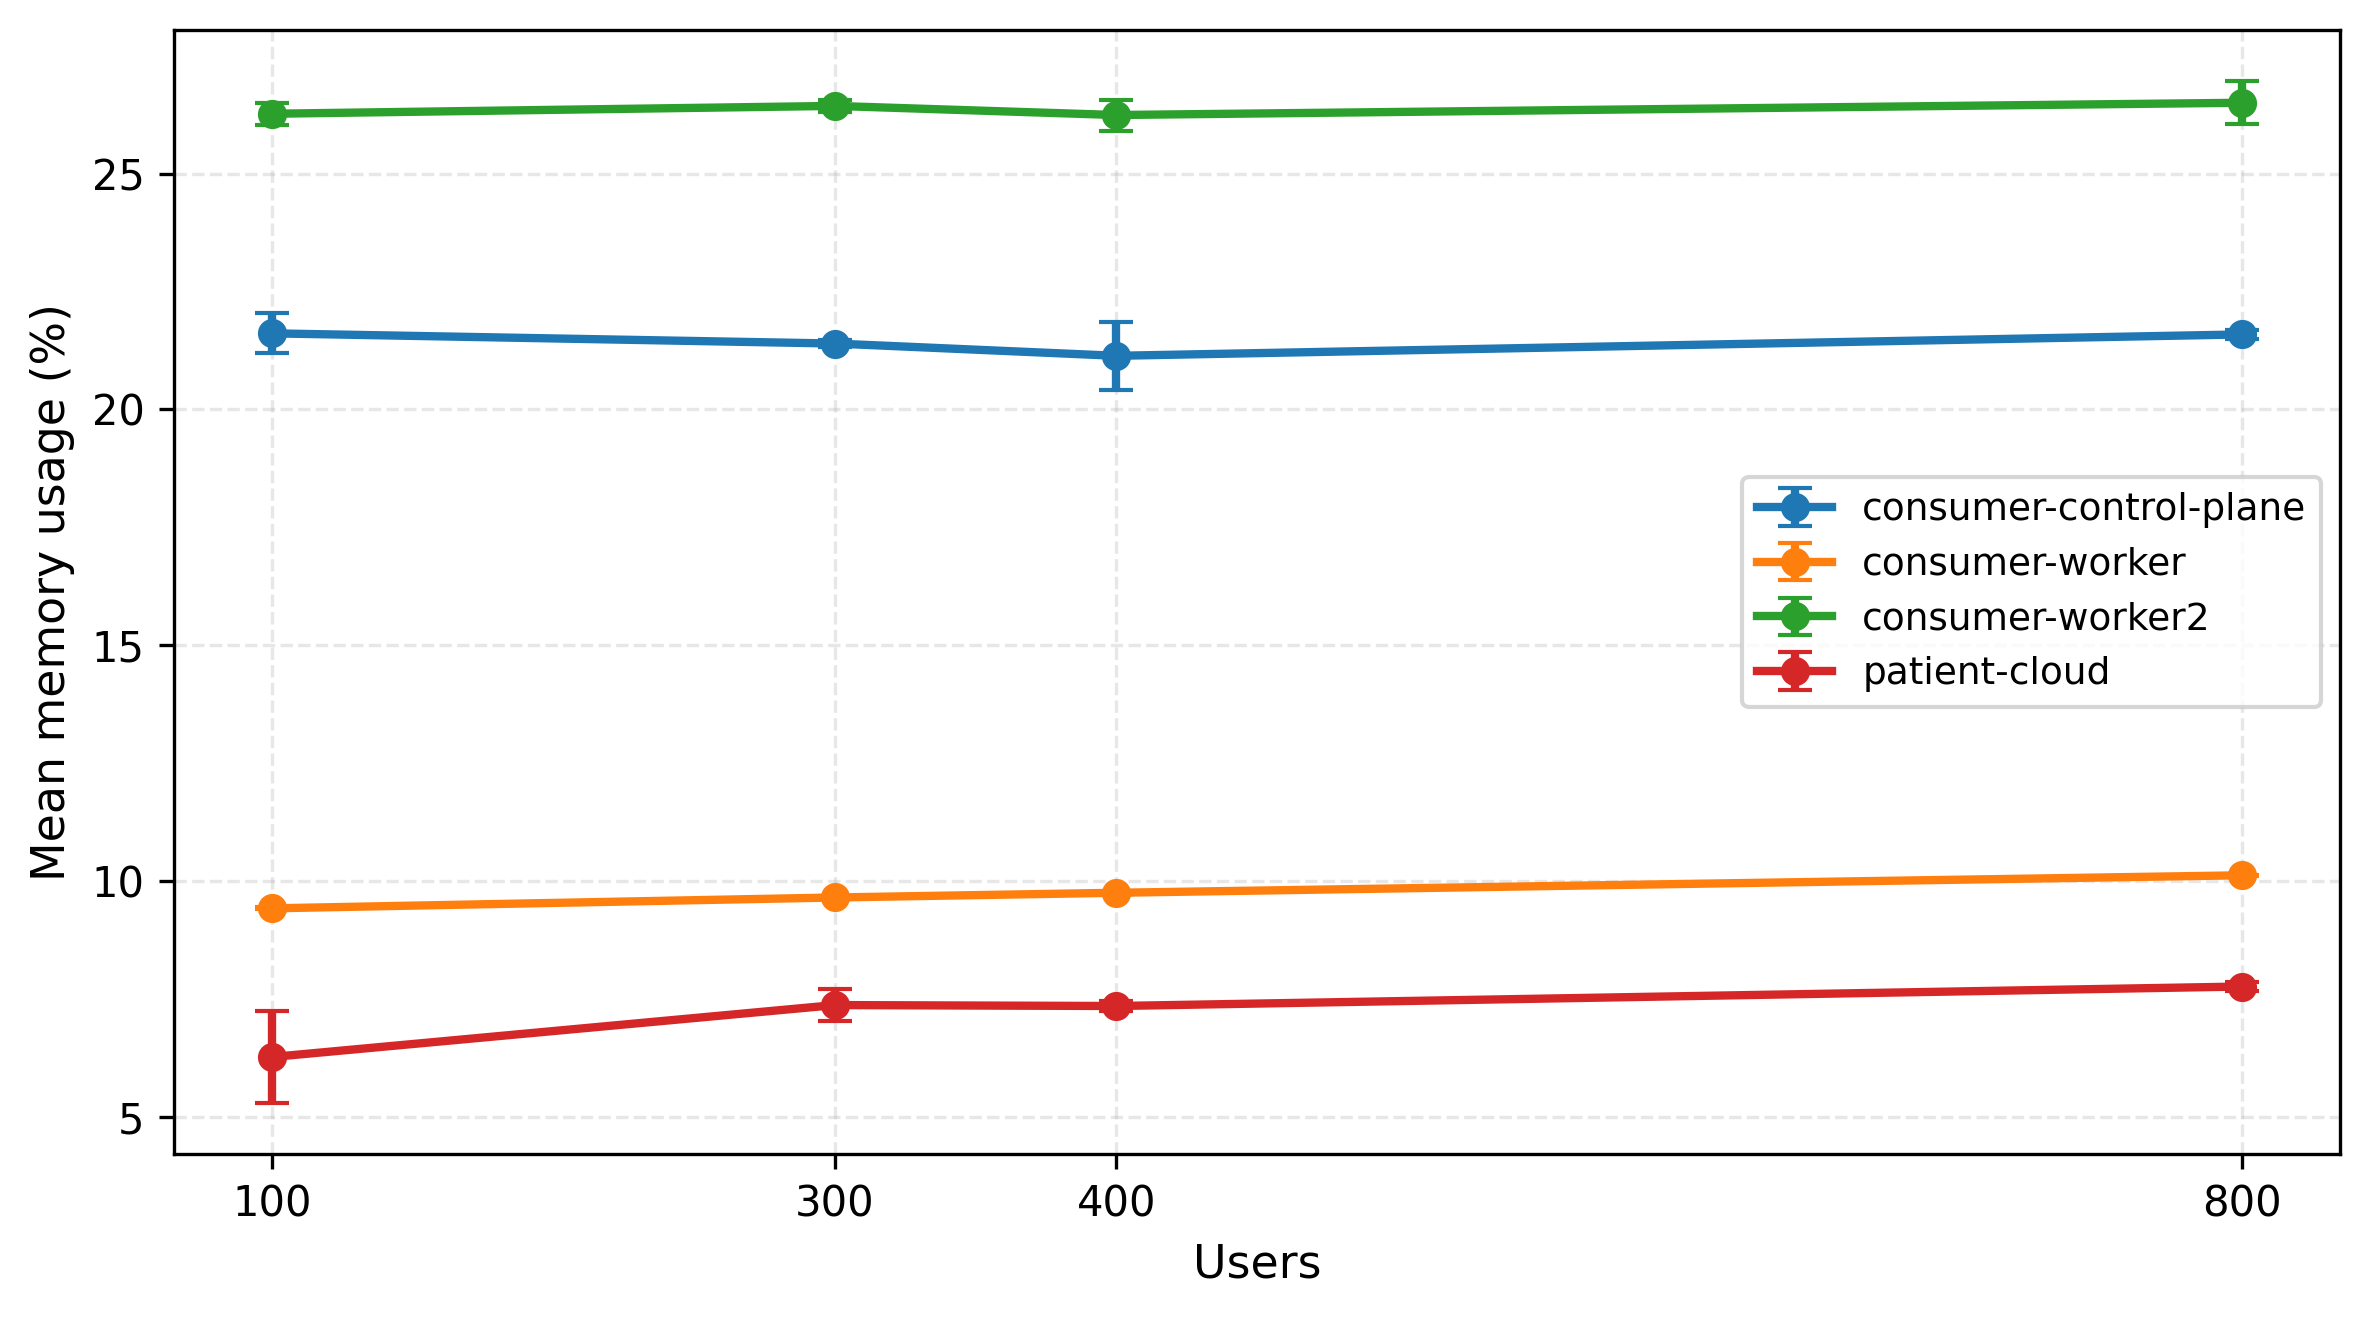 Mean memory usage (%)
25
20
15
10
5
consumer-control-plane
consumer-worker
consumer-worker2
patient-cloud
100 300 400 800
Users